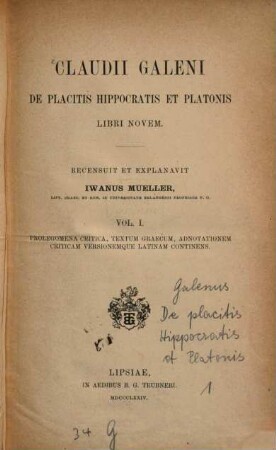 CLAUDII GALENI
DE PLACITIS HIPPOCRATIS ET PLATONIS
LIBRI NOVEM.
RECENSUIT ET EXPLANAVIT
IWANUS MUELLER,
VOL. I.
PROLEGOMENA CRITICA, TEXTUM GRAECUM, ADNOTATIONEM
CRITICAM VERSIONEMQUE LATINAM CONTINENS.
Galenus
De placitis
Hippocratis
et Platonis
1
LIPSIAE,
IN AEDIBUS B. G. TEUBNERI.
MDCCCLXXIV.
34 G